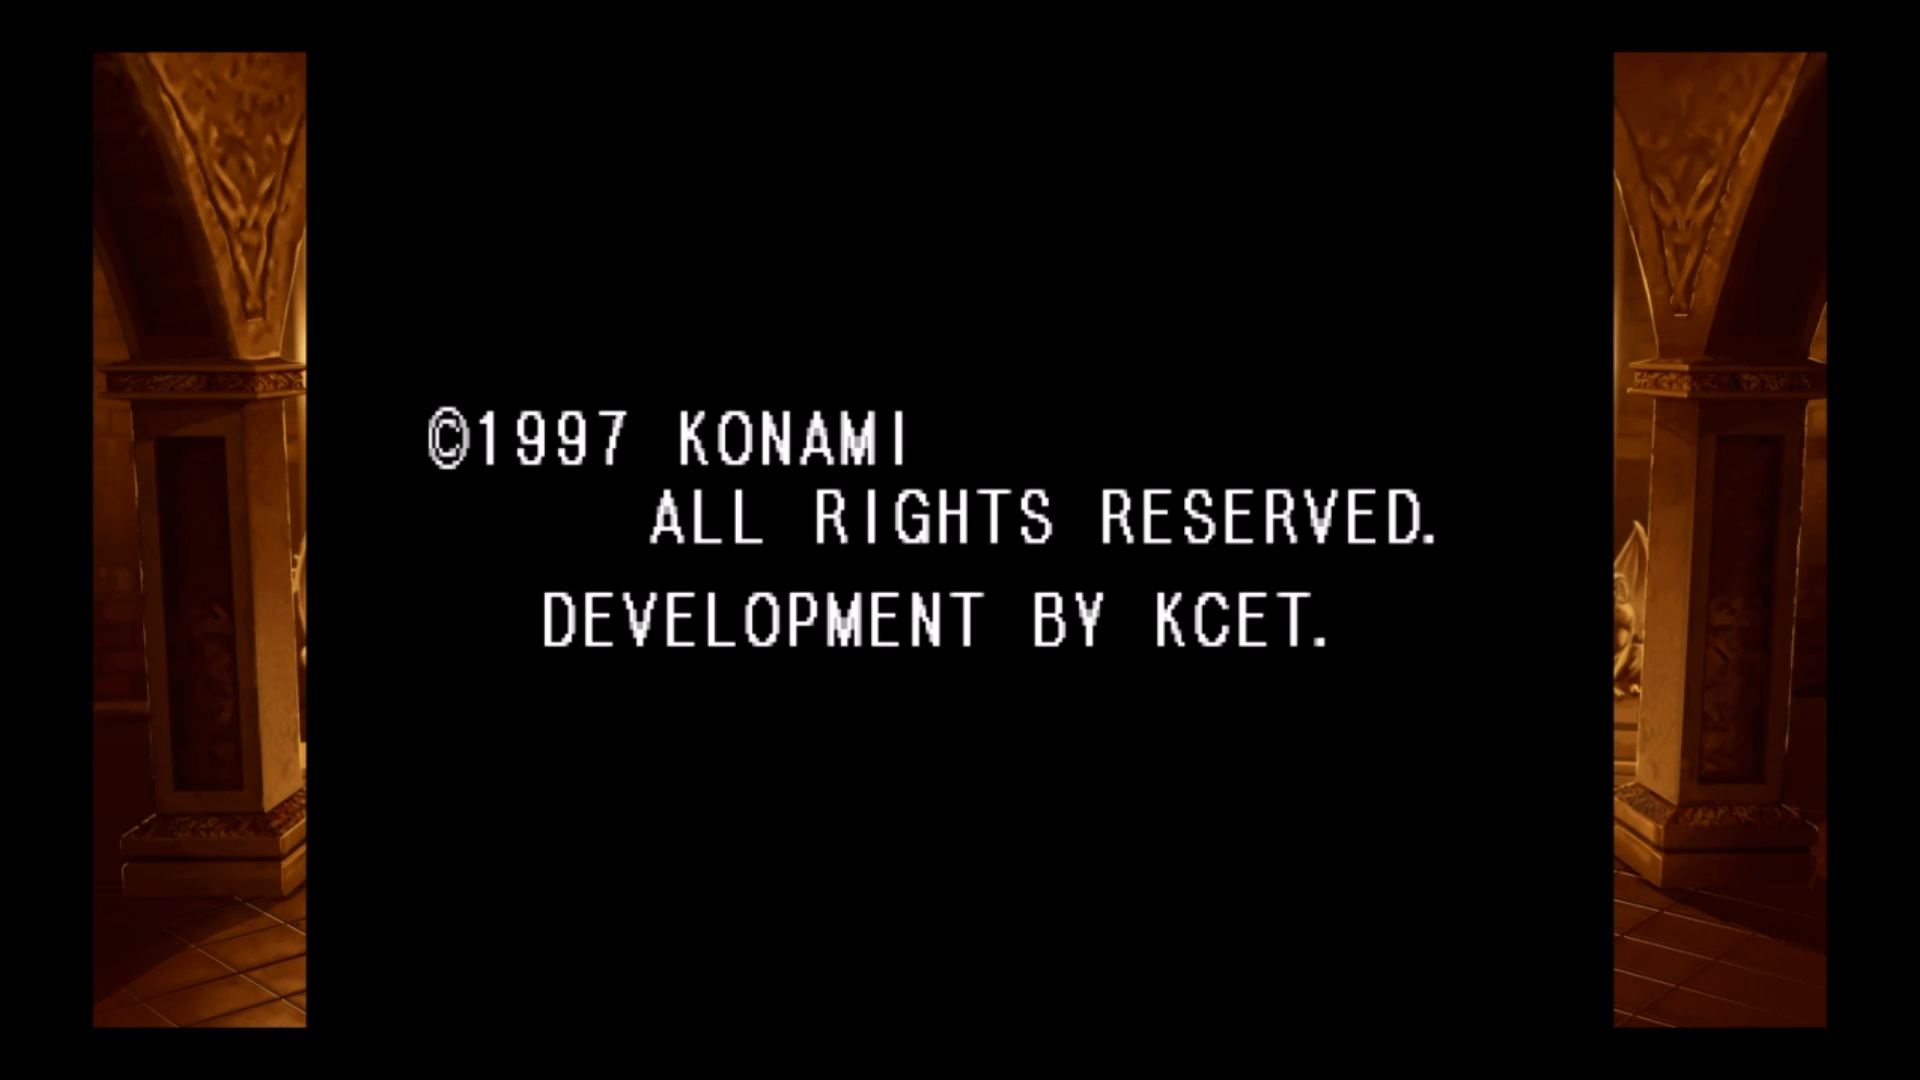 ©1997 KONAMI
ALL RIGHTS RESERVED.
DEVELOPMENT BY KCET.